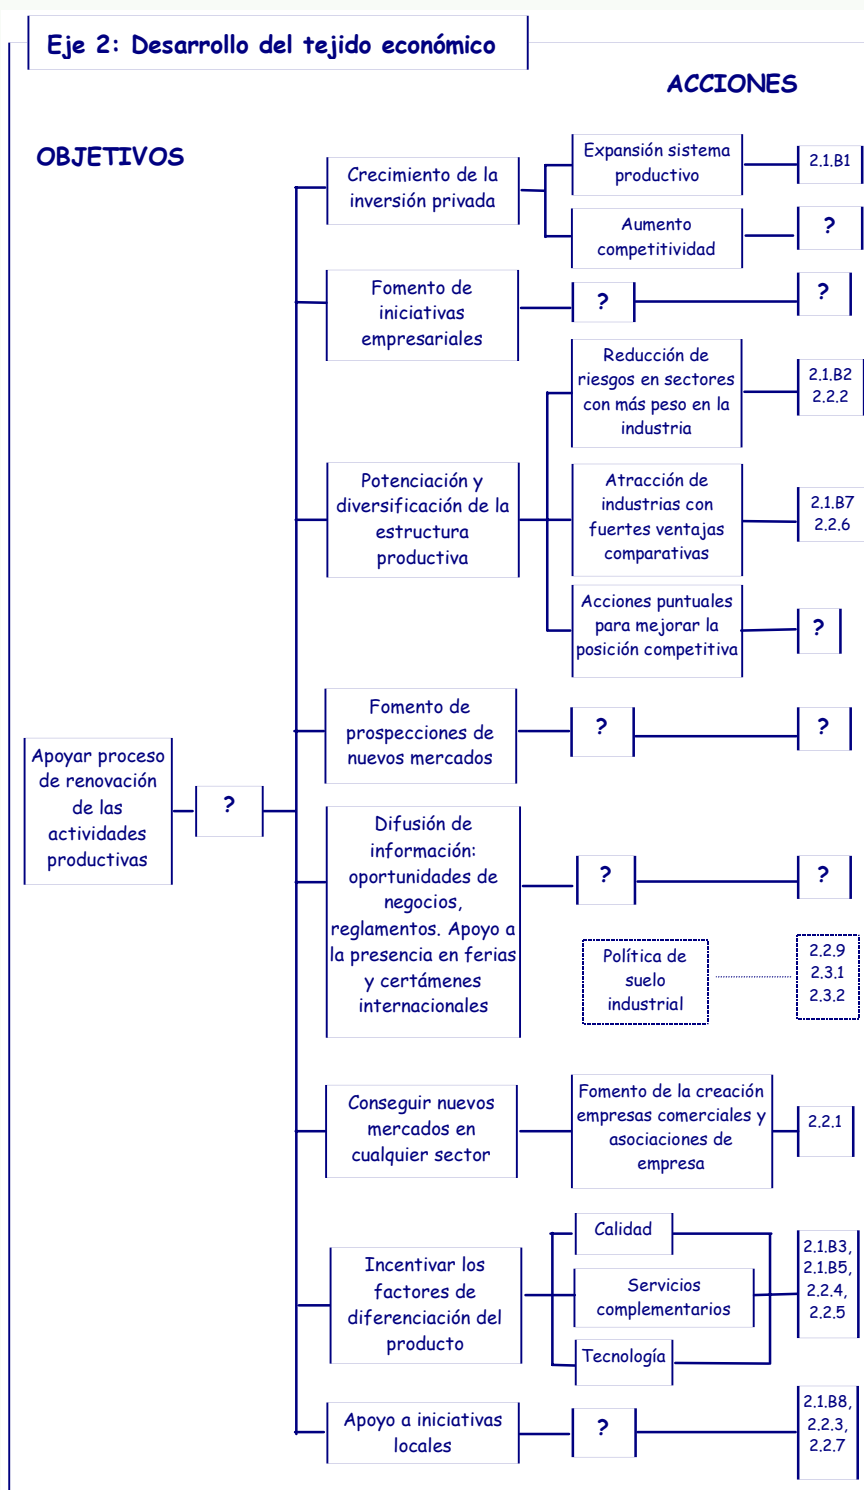 Eje 2: Desarrollo del tejido económico
ACCIONES
OBJETIVOS
Crecimiento de la
inversión privada
Expansión sistema
productivo
2.1.B1
Aumento
competitividad
?
Fomento de
iniciativas
empresariales
?
?
Reducción de
riesgos en sectores
con más peso en la
industria
2.1.B2
2.2.2
Potenciación y
diversificación de la
estructura
productiva
Atracción de
industrias con
fuertes ventajas
comparativas
2.1.B7
2.2.6
Acciones puntuales
para mejorar la
posición competitiva
?
Fomento de
prospecciones de
nuevos mercados
?
?
Apoyar proceso
de renovación
de las
actividades
productivas
?
Difusión de
información:
oportunidades de
negocios,
reglamentos. Apoyo a
la presencia en ferias
y certámenes
internacionales
?
?
Política de
suelo
industrial
2.2.9
2.3.1
2.3.2
Conseguir nuevos
mercados en
cualquier sector
Fomento de la creación
empresas comerciales y
asociaciones de
empresa
2.2.1
Incentivar los
factores de
diferenciación del
producto
Calidad
Servicios
complementarios
Tecnología
2.1.B3,
2.1.B5,
2.2.4,
2.2.5
Apoyo a iniciativas
locales
?
2.1.B8,
2.2.3,
2.2.7